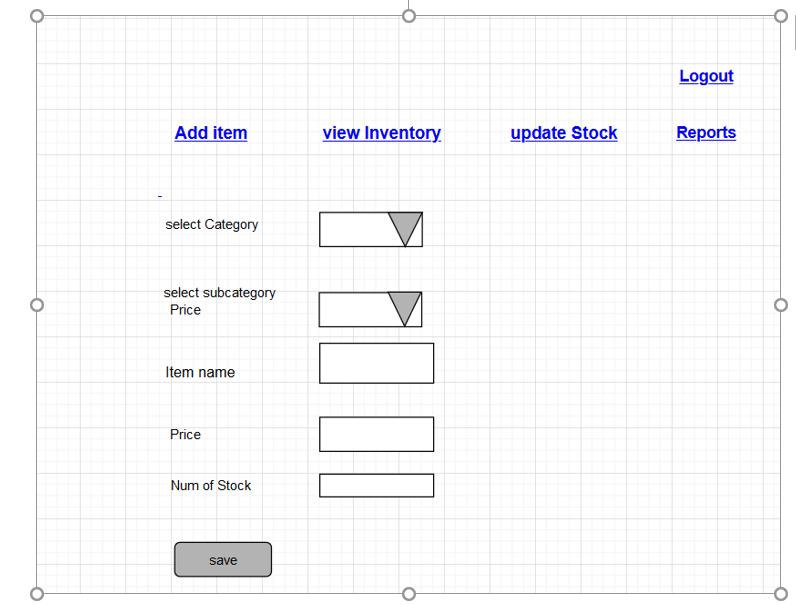 Logout
Add item view Inventory update Stock Reports
select Category
select subcategory
Price
Item name
Price
Num of Stock
save